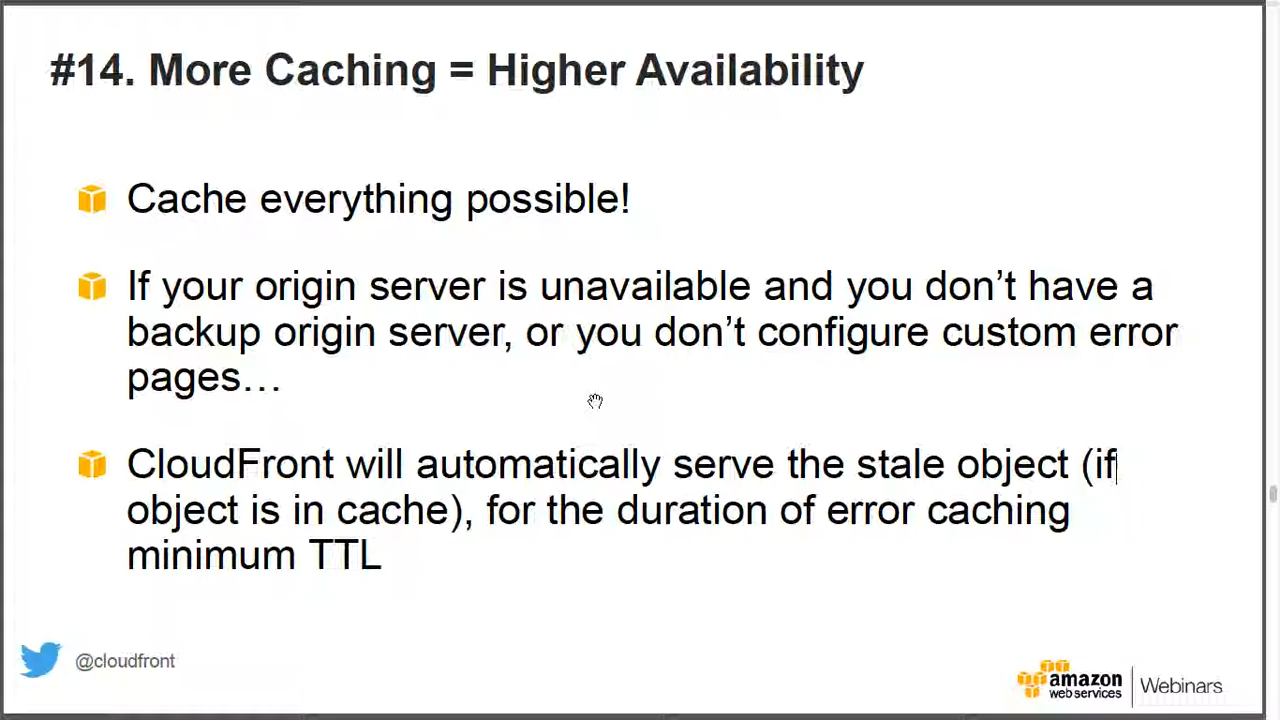 #14. More Caching = Higher Availability
Cache everything possible!
If your origin server is unavailable and you don’t have a
backup origin server, or you don’t configure custom error
pages…
CloudFront will automatically serve the stale object (if
object is in cache), for the duration of error caching
minimum TTL
@cloudfront
amazon
web services
Webinars